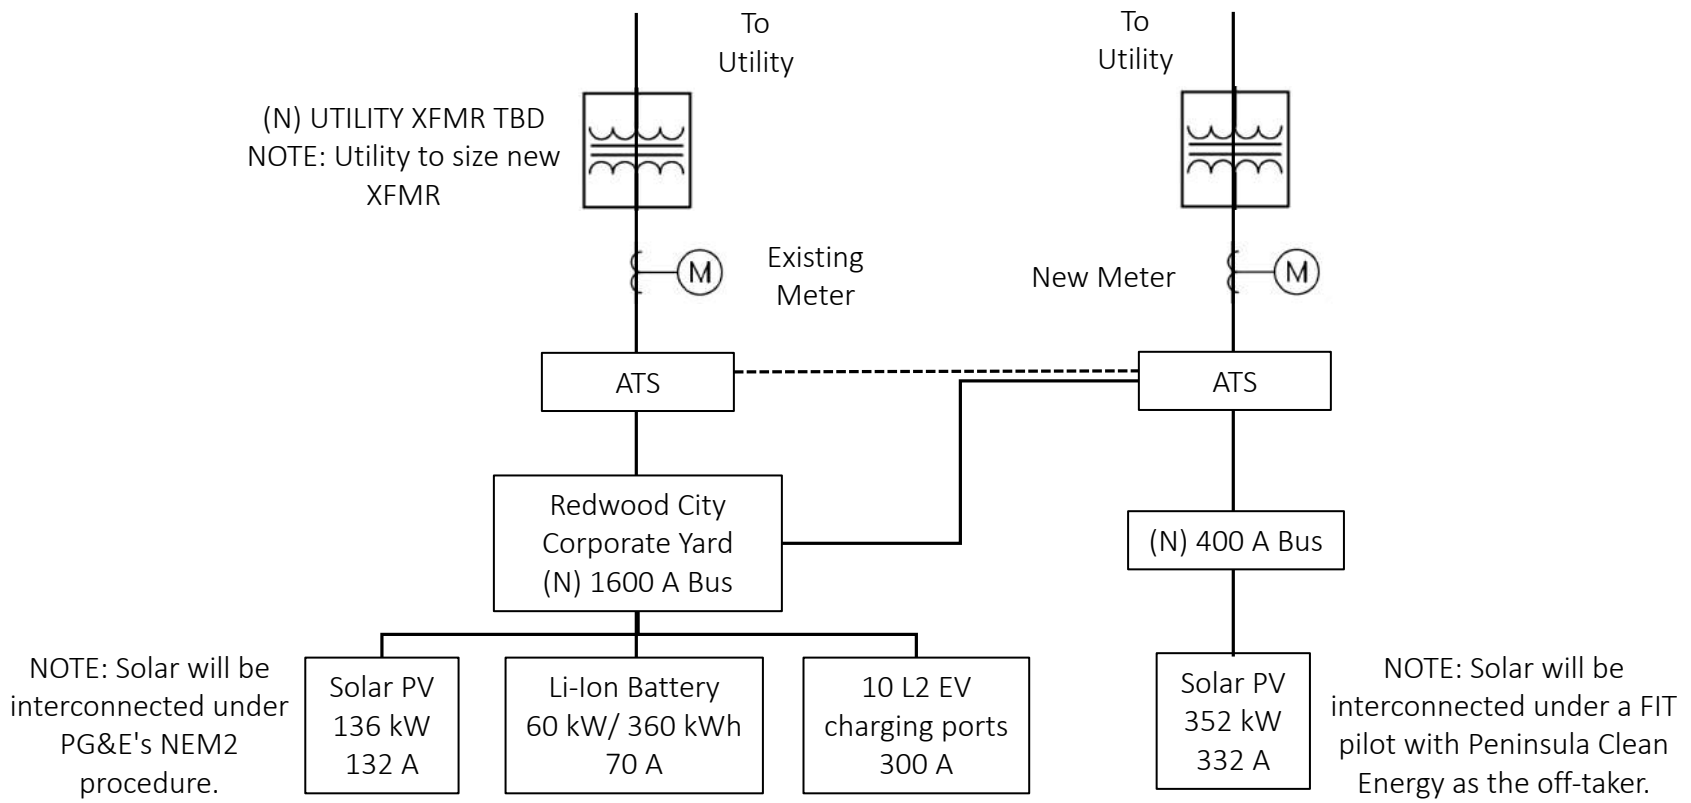 To
Utility
To
Utility
(N) UTILITY XFMR TBD
NOTE: Utility to size new
XFMR
M
Existing
Meter
New Meter
M
ATS
ATS
Redwood City
Corporate Yard
(N) 1600 A Bus
(N) 400 A Bus
NOTE: Solar will be
interconnected under
PG&E's NEM2
procedure.
Solar PV
136 kW
132 A
Li-Ion Battery
60 kW/ 360 kWh
70 A
10 L2 EV
charging ports
300 A
Solar PV
352 kW
332 A
NOTE: Solar will be
interconnected under a FIT
pilot with Peninsula Clean
Energy as the off-taker.